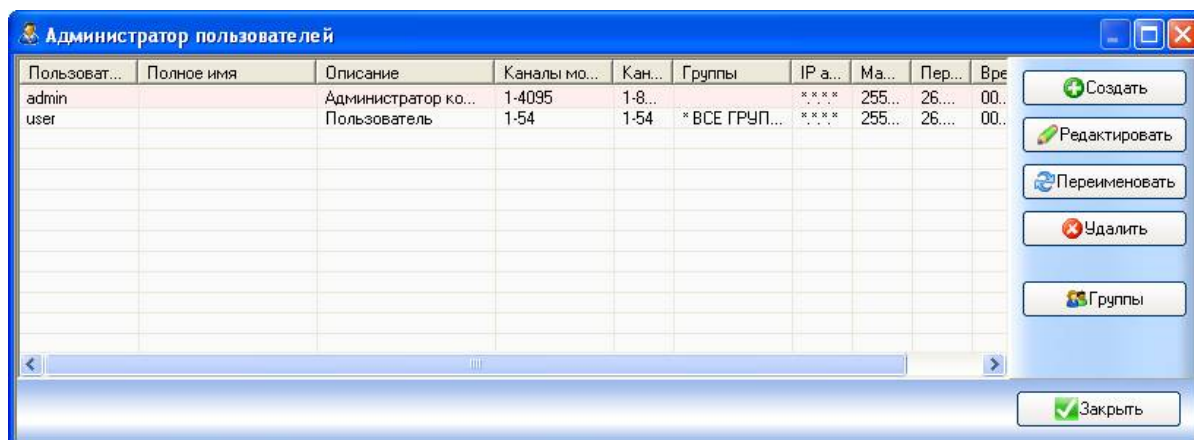 Администратор пользователей
Пользоват... Полное имя Описание Каналы мо... Кан... Группы IP а... Ма... Пер... Вре
admin Администратор ко... 1-4095 1-8... *.*.*.* 255... 26.... 00..
user Пользователь 1-54 1-54 * ВСЕ ГРУП... *.*.*.* 255... 26.... 00..
Создать
Редактировать
Переименовать
Удалить
Группы
Закрыть